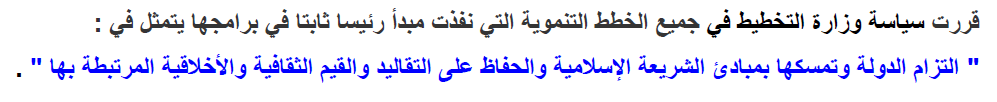 قررت سياسة وزارة التخطيط في جميع الخطط التنموية التي نفذت مبدأ رئيسا ثابتا في برامجها يتمثل في :
" التزام الدولة وتمسكها بمبادئ الشريعة الإسلامية والحفاظ على التقاليد والقيم الثقافية والأخلاقية المرتبطة بها " .